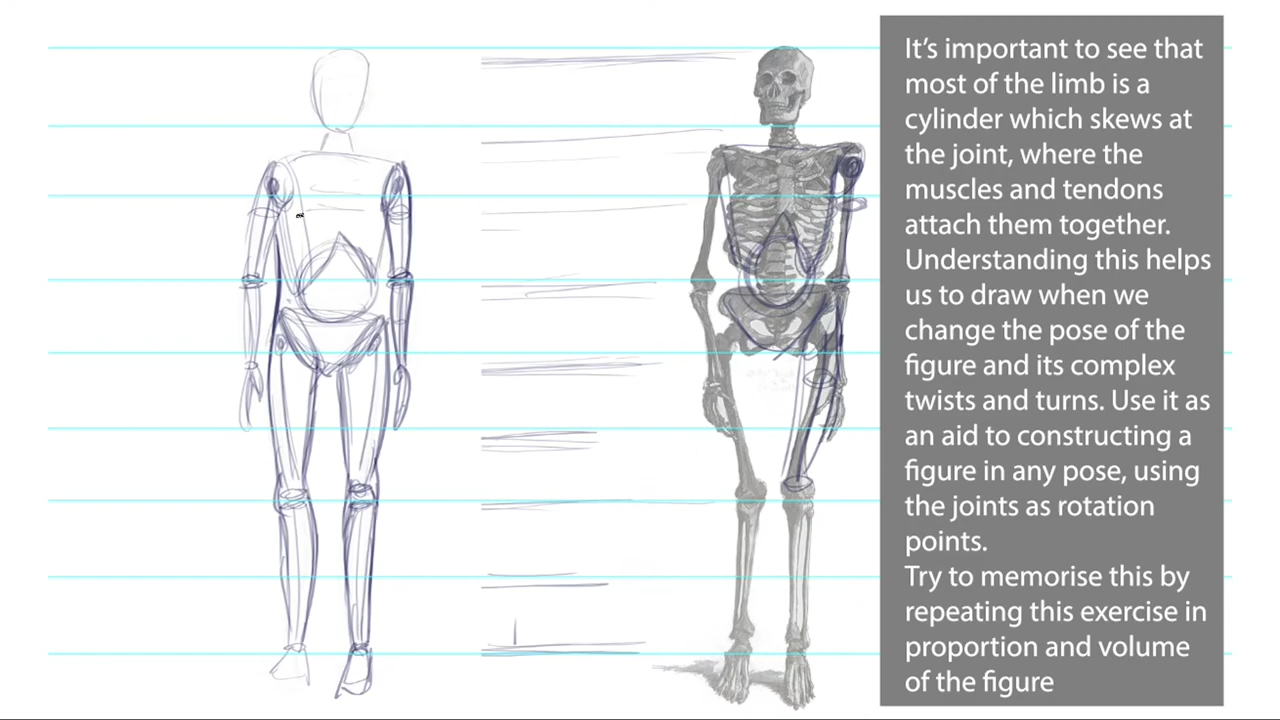 It’s important to see that
most of the limb is a
cylinder which skews at
the joint, where the
muscles and tendons
attach them together.
Understanding this helps
us to draw when we
change the pose of the
figure and its complex
twists and turns. Use it as
an aid to constructing a
figure in any pose, using
the joints as rotation
points.
Try to memorise this by
repeating this exercise in
proportion and volume
of the figure